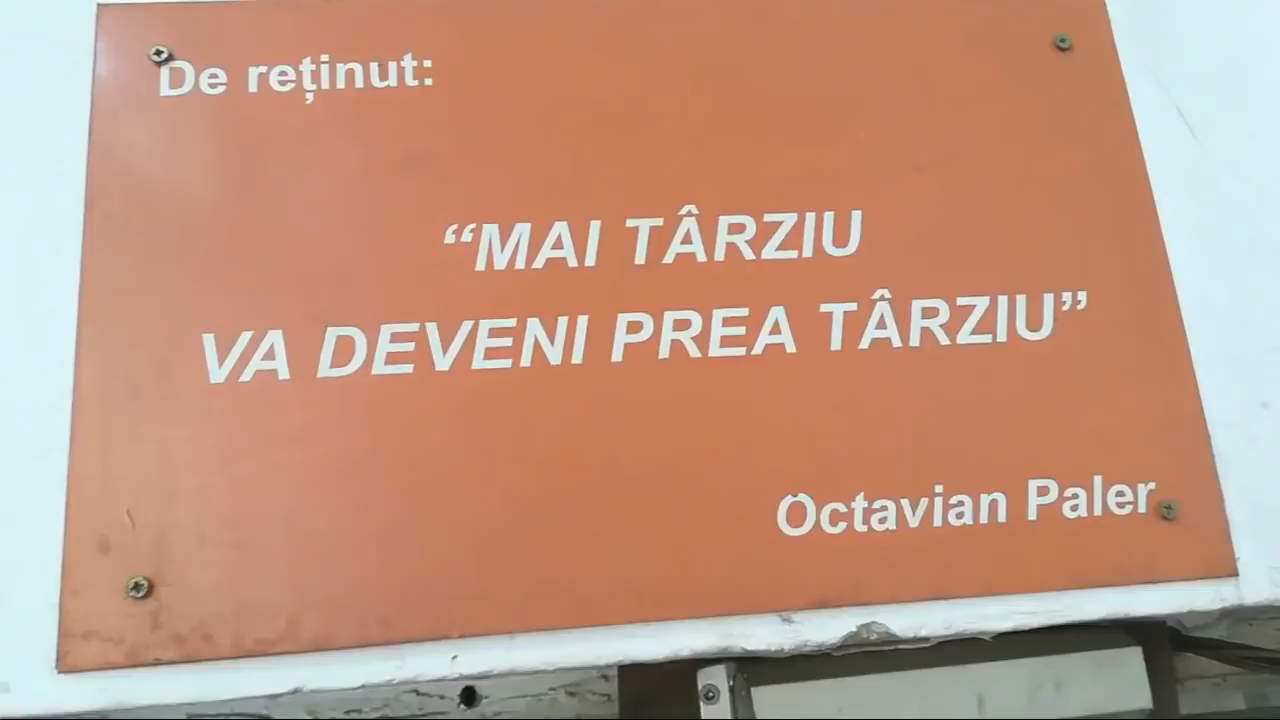 De reținut:
“MAI TÂRZIU
VA DEVENI PREA TÂRZIU”
Octavian Paler